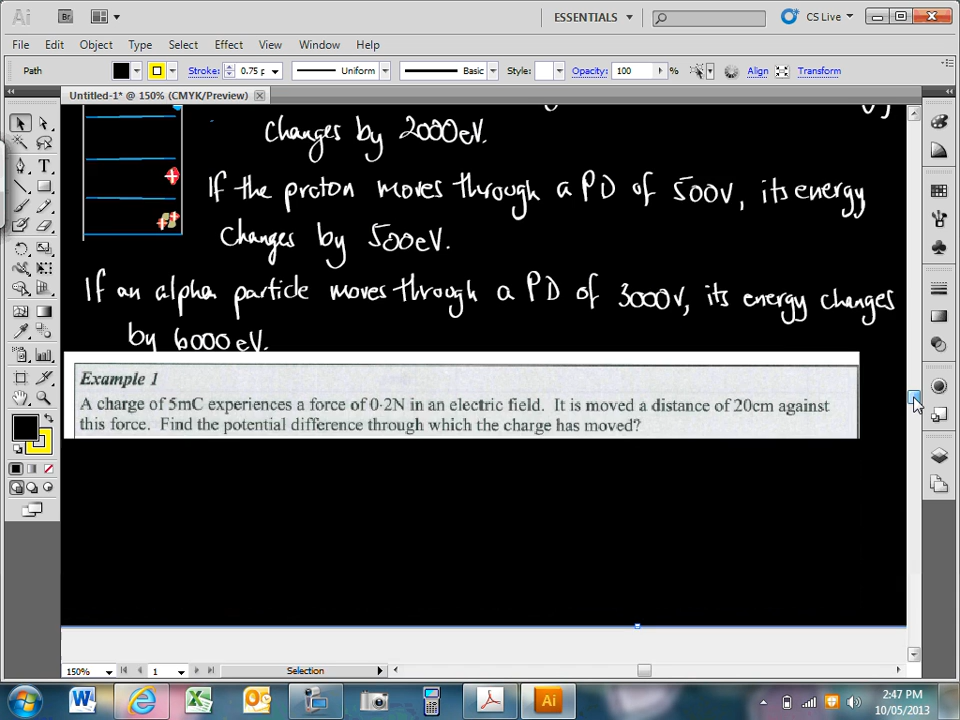 Ai
Br
ESSENTIALS
CS Live
File Edit Object Type Select Effect View Window Help
Path
Stroke:
0.75 p
Uniform
Basic
Style:
Opacity:
100
%
Align
Transform
Untitled-1* @ 150% (CMYK/Preview)
changes by 2000eV.
If the proton moves through a PD of 500V, its energy
changes by 500eV.
If an alpha particle moves through a PD of 3000V, its energy changes
by 6000eV.
Example 1
A charge of 5mC experiences a force of 0·2N in an electric field. It is moved a distance of 20cm against
this force. Find the potential difference through which the charge has moved?
150%
1
Selection
2:47 PM
10/05/2013